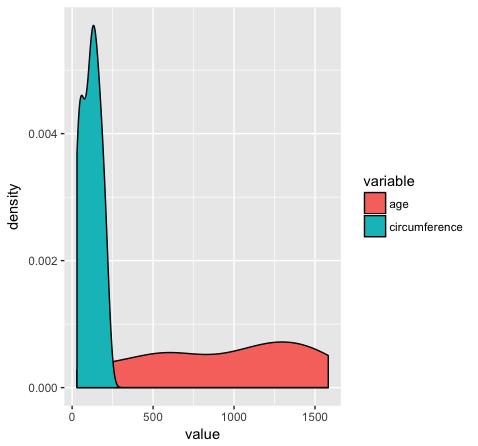 0.004
0.002
0.000
density
0
500
1000
1500
value
variable
age
circumference